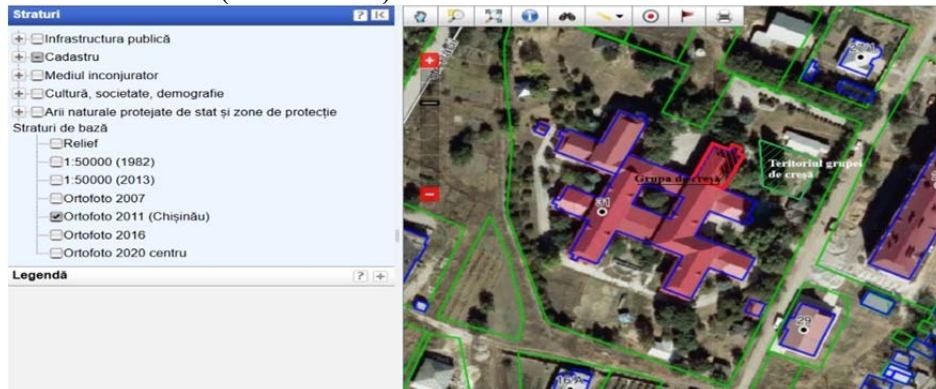 Straturi
Infrastructura publică
Cadastru
Mediul inconjurator
Cultură, societate, demografie
Arii naturale protejate de stat și zone de protecție
Straturi de bază
Relief
1:50000 (1982)
1:50000 (2013)
Ortofoto 2007
Ortofoto 2011 (Chișinău)
Ortofoto 2016
Ortofoto 2020 centru
Legendă
Teritoriul grupei
de creșă
Grupa de creșă
31
29
16 A